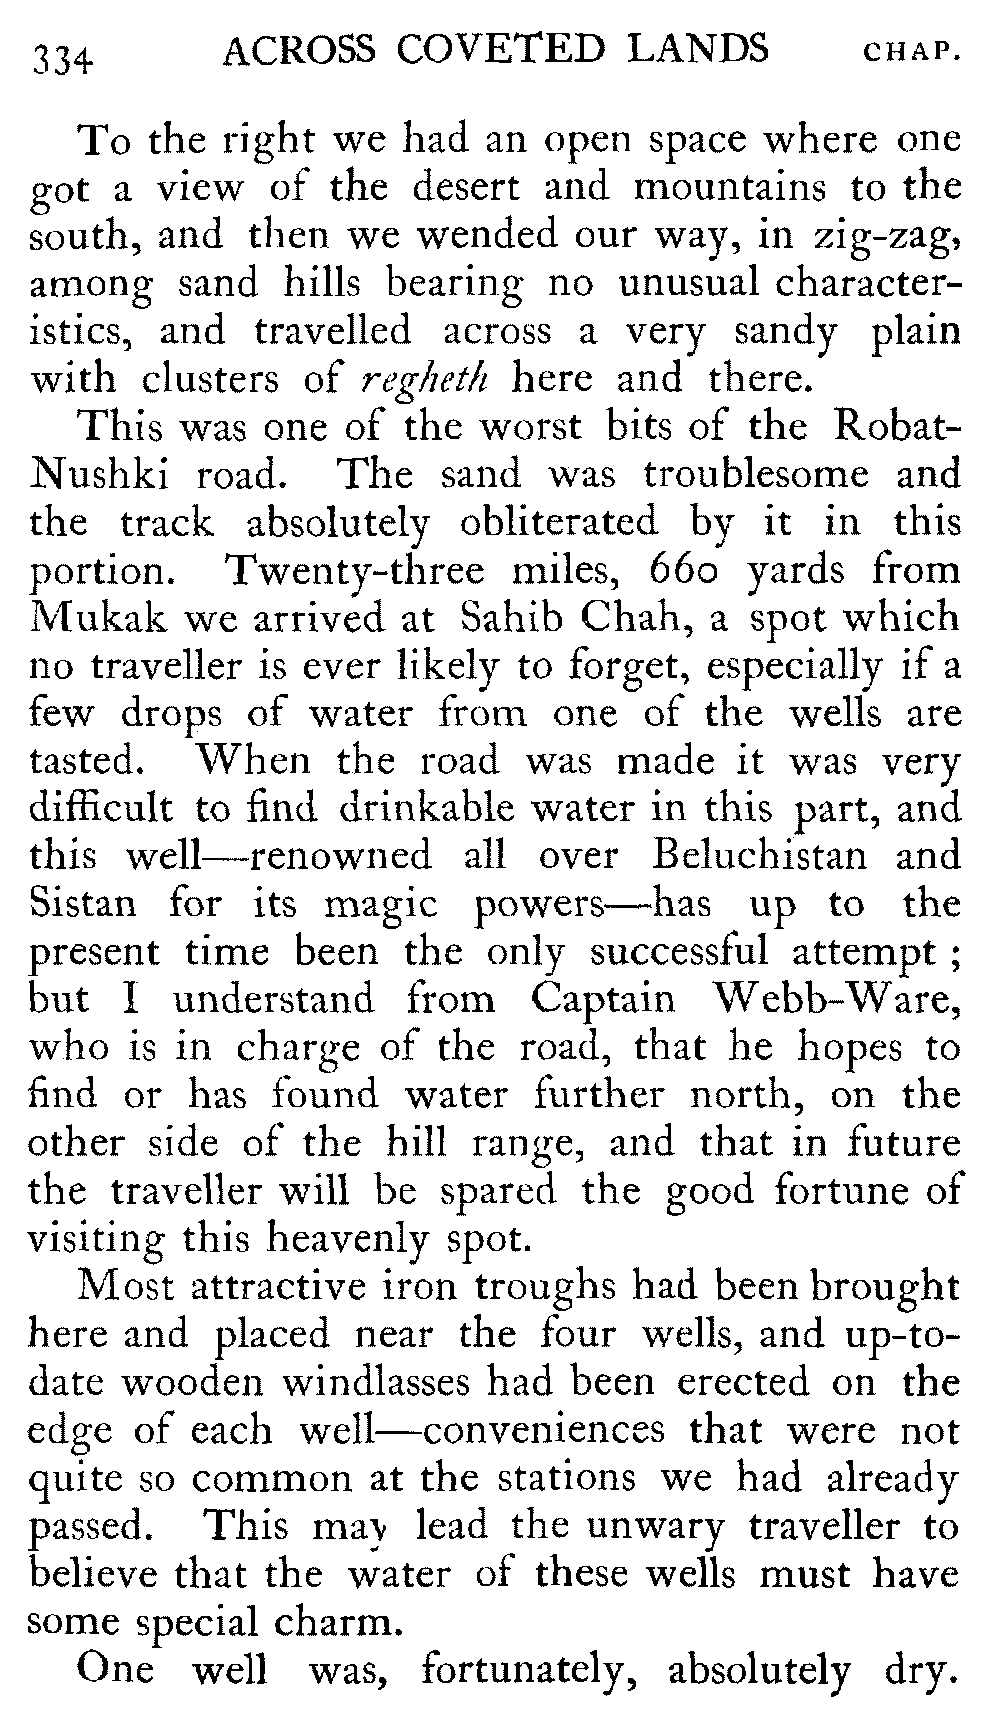 334 ACROSS COVETED LANDS CHAP.
To the right we had an open space where one
got a view of the desert and mountains to the
south, and then we wended our way, in zig-zag,
among sand hills bearing no unusual character-
istics, and travelled across a very sandy plain
with clusters of regheth here and there.
This was one of the worst bits of the Robat-
Nushki road. The sand was troublesome and
the track absolutely obliterated by it in this
portion. Twenty-three miles, 660 yards from
Mukak we arrived at Sahib Chah, a spot which
no traveller is ever likely to forget, especially if a
few drops of water from one of the wells are
tasted. When the road was made it was very
difficult to find drinkable water in this part, and
this well—renowned all over Beluchistan and
Sistan for its magic powers—has up to the
present time been the only successful attempt ;
but I understand from Captain Webb-Ware,
who is in charge of the road, that he hopes to
find or has found water further north, on the
other side of the hill range, and that in future
the traveller will be spared the good fortune of
visiting this heavenly spot.
Most attractive iron troughs had been brought
here and placed near the four wells, and up-to-
date wooden windlasses had been erected on the
edge of each well—conveniences that were not
quite so common at the stations we had already
passed. This may lead the unwary traveller to
believe that the water of these wells must have
some special charm.
One well was, fortunately, absolutely dry.